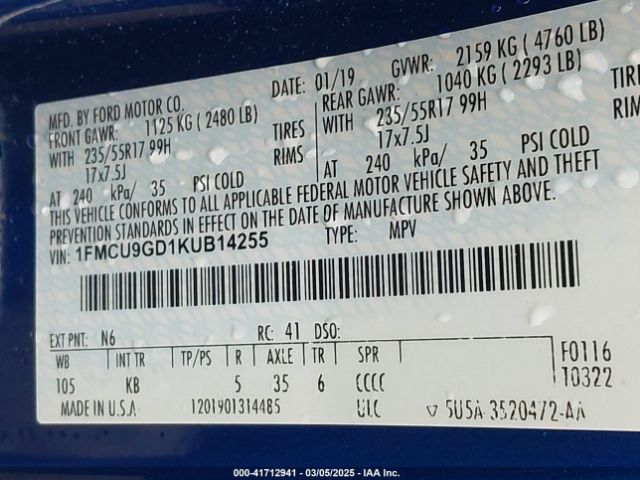 MFD. BY FORD MOTOR CO.
DATE: 01/19 GVWR: 2159 KG ( 4760 LB)
FRONT GAWR: 1125 KG ( 2480 LB) REAR GAWR: 1040 KG ( 2293 LB)
WITH 235/55R17 99H TIRES WITH 235/55R17 99H TIRE
17x7.5J RIMS 17x7.5J RIMS
AT 240 kPa/ 35 PSI COLD AT 240 kPa/ 35 PSI COLD
THIS VEHICLE CONFORMS TO ALL APPLICABLE FEDERAL MOTOR VEHICLE SAFETY AND THEFT
PREVENTION STANDARDS IN EFFECT ON THE DATE OF MANUFACTURE SHOWN ABOVE.
VIN: 1FMCU9GD1KUB14255 TYPE: MPV
EXT PNT: N6 RC: 41 DSO:
WB INT TR TP/PS R AXLE TR SPR F0116
105 KB 5 35 6 CCCC T0322
MADE IN U.S.A. 1201901314485 ULC 5U5A-3520472-AA
000-41712941 / 03/05/2025 - IAA Inc.